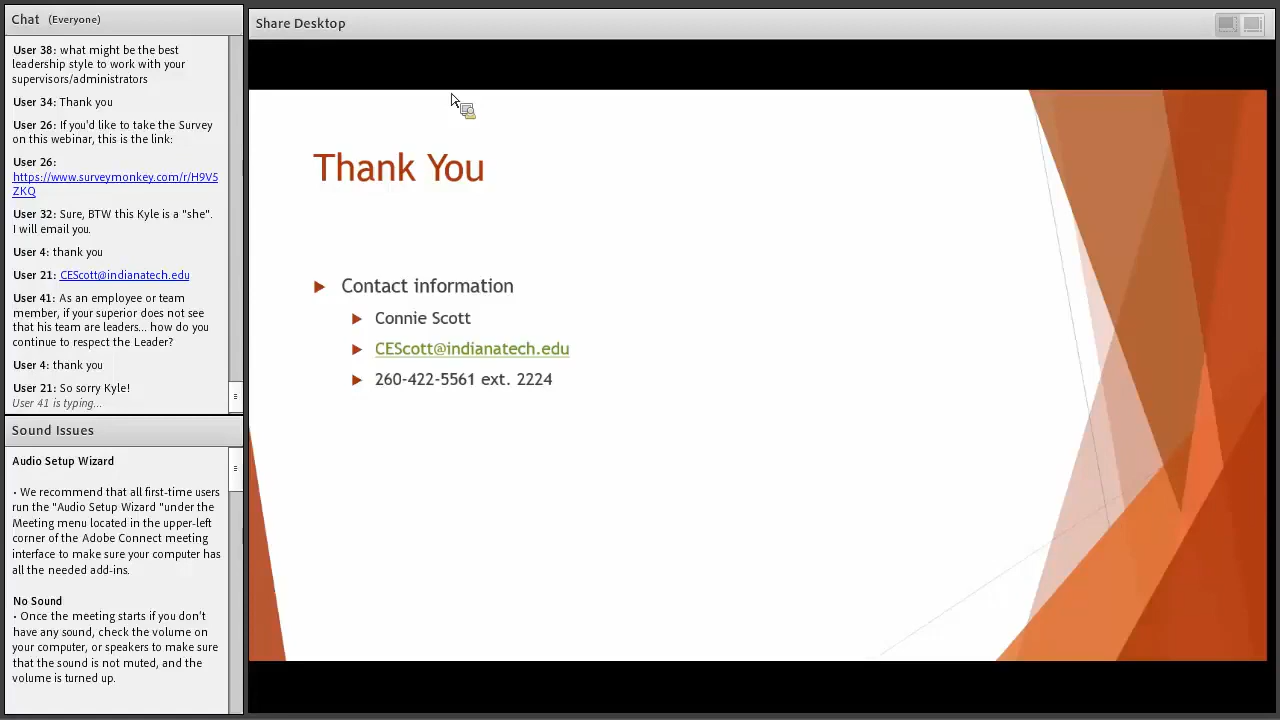 Chat (Everyone)
User 38: what might be the best
leadership style to work with your
supervisors/administrators
User 34: Thank you
User 26: If you'd like to take the Survey
on this webinar, this is the link:
User 26:
https://www.surveymonkey.com/r/H9V5
ZKQ
User 32: Sure, BTW this Kyle is a "she".
I will email you.
User 4: thank you
User 21: CEScott@indianatech.edu
User 41: As an employee or team
member, if your superior does not see
that his team are leaders... how do you
continue to respect the Leader?
User 4: thank you
User 21: So sorry Kyle!
User 41 is typing...
Sound Issues
Audio Setup Wizard
• We recommend that all first-time users
run the "Audio Setup Wizard "under the
Meeting menu located in the upper-left
corner of the Adobe Connect meeting
interface to make sure your computer has
all the needed add-ins.
No Sound
• Once the meeting starts if you don't
have any sound, check the volume on
your computer, or speakers to make sure
that the sound is not muted, and the
volume is turned up.
Share Desktop
Thank You
Contact information
Connie Scott
CEScott@indianatech.edu
260-422-5561 ext. 2224